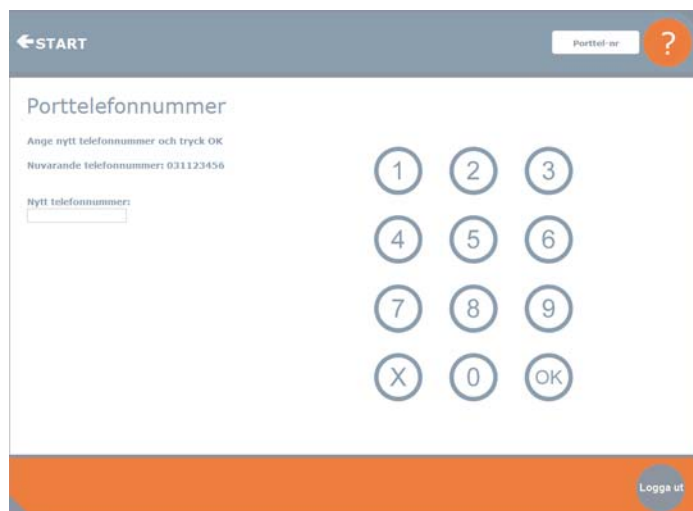 START
Porttel-nr
?
Porttelefonnummer
Ange nytt telefonnummer och tryck OK
Nuvarande telefonnummer: 031123456
Nytt telefonnummer:
1 2 3
4 5 6
7 8 9
X 0 OK
Logga ut